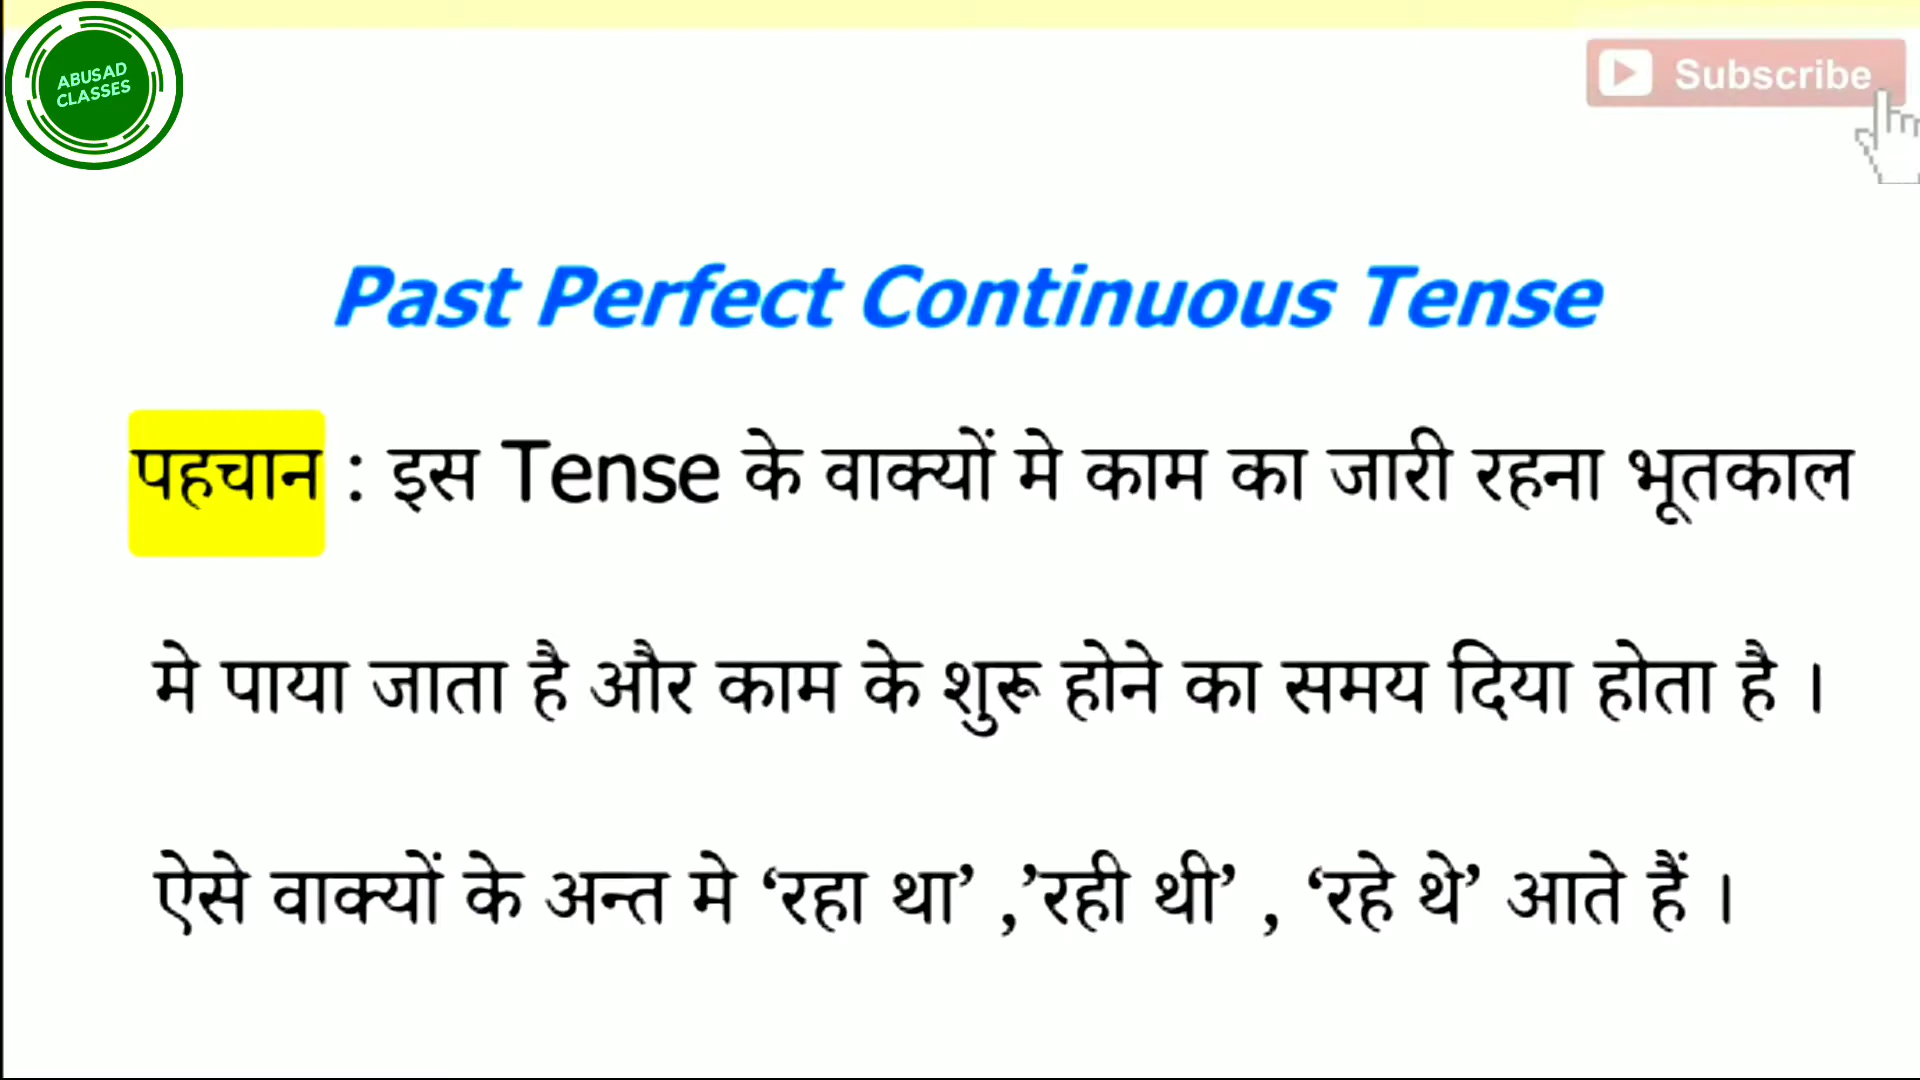 ABUSAD
CLASSES
Subscribe
Past Perfect Continuous Tense
पहचान : इस Tense के वाक्यों मे काम का जारी रहना भूतकाल
मे पाया जाता है और काम के शुरू होने का समय दिया होता है ।
ऐसे वाक्यों के अन्त मे ‘रहा था’ ,’रही थी’ , ‘रहे थे’ आते हैं ।